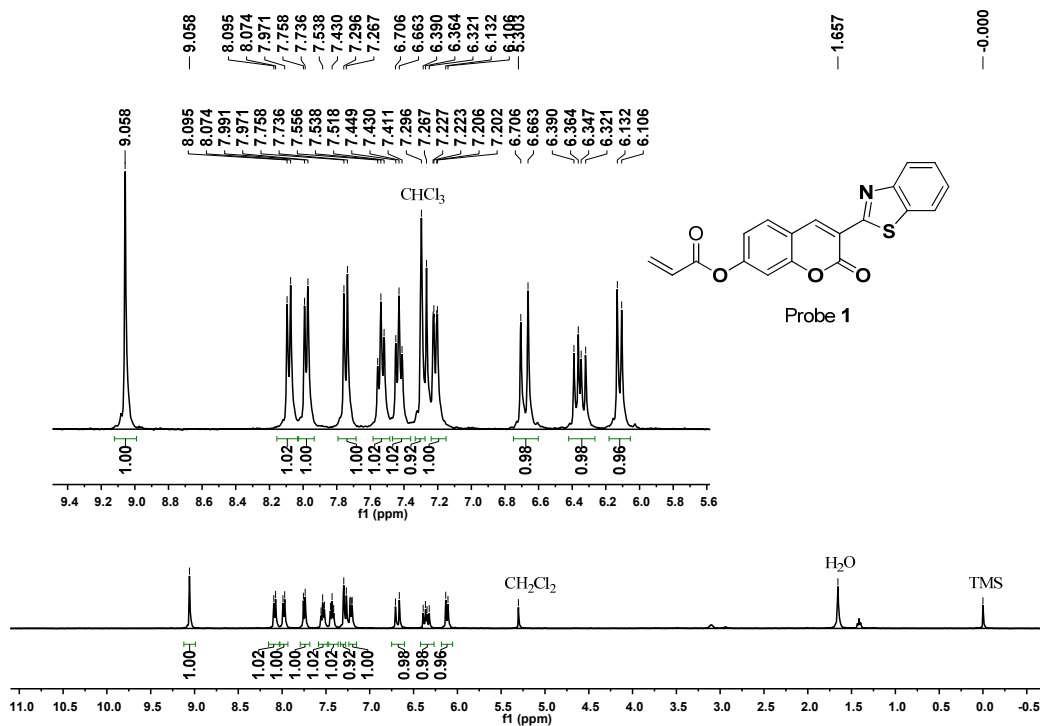 9.058 8.095 8.074 7.971 7.758 7.736 7.538 7.430 7.296 7.267 6.706 6.663 6.390 6.364 6.321 6.132 6.106 5.303 1.657 -0.000
9.058 8.095 8.074 7.991 7.971 7.758 7.736 7.556 7.538 7.518 7.449 7.430 7.411 7.296 7.267 7.227 7.223 7.206 7.202 6.706 6.663 6.390 6.364 6.347 6.321 6.132 6.106
CHCl3
N
S
O
O
O
O
Probe 1
1.00 1.02 1.00 1.00 1.02 1.02 0.92 1.00 0.98 0.98 0.96
9.4 9.2 9.0 8.8 8.6 8.4 8.2 8.0 7.8 7.6 7.4 7.2 7.0 6.8 6.6 6.4 6.2 6.0 5.8 5.6
f1 (ppm)
CH2Cl2
H2O
TMS
1.00 1.02 1.00 1.00 1.02 1.02 0.92 1.00 0.98 0.98 0.96
11.0 10.5 10.0 9.5 9.0 8.5 8.0 7.5 7.0 6.5 6.0 5.5 5.0 4.5 4.0 3.5 3.0 2.5 2.0 1.5 1.0 0.5 0.0 -0.5
f1 (ppm)